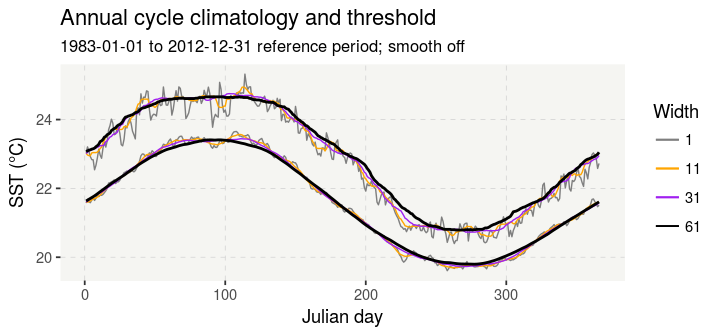 Annual cycle climatology and threshold
1983-01-01 to 2012-12-31 reference period; smooth off
SST (°C)
24
22
20
0 100 200 300
Julian day
Width
1
11
31
61